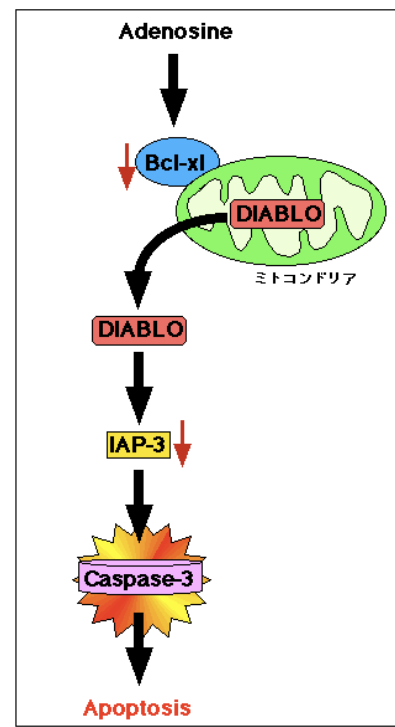 Adenosine
Bcl-xl
DIABLO
ミトコンドリア
DIABLO
IAP-3
Caspase-3
Apoptosis